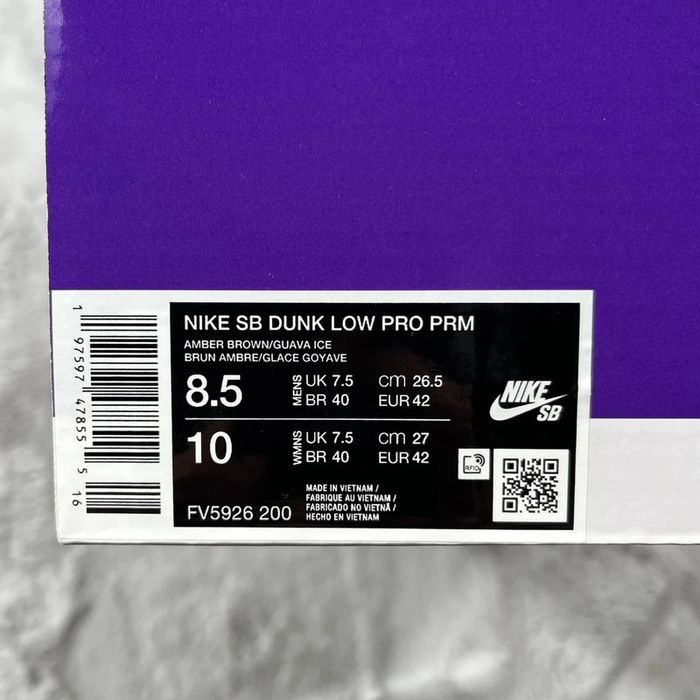 NIKE SB DUNK LOW PRO PRM
AMBER BROWN/GUAVA ICE
BRUN AMBRE/GLACE GOYAVE
8.5 MENS UK 7.5 cm 26.5
BR 40 EUR 42
10 WMNS UK 7.5 cm 27
BR 40 EUR 42
NIKE
SB
RFID
FV5926 200
MADE IN VIETNAM /
FABRIQUE AU VIETNAM /
FABRICADO NO VIETNÃ /
HECHO EN VIETNAM
1 97597 47855 5 16